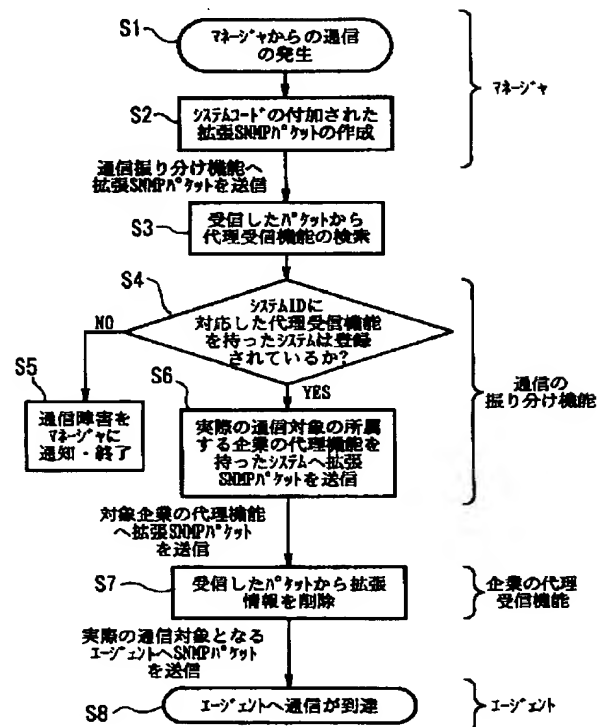 S1
マネージャからの通信
の発生
マネージャ
S2
システムコードの付加された
拡張SNMPパケットの作成
通信振り分け機能へ
拡張SNMPパケットを送信
S3
受信したパケットから
代理受信機能の検索
S4
システムIDに
対応した代理受信機能
を持ったシステムは登録
されているか?
NO
YES
通信の
振り分け機能
S5
通信障害を
マネージャに
通知・終了
S6
実際の通信対象の所属
する企業の代理機能を
持ったシステムへ拡張
SNMPパケットを送信
対象企業の代理機能
へ拡張SNMPパケット
を送信
S7
受信したパケットから拡張
情報を削除
企業の代理
受信機能
実際の通信対象となる
エージェントへSNMPパケット
を送信
S8
エージェントへ通信が到達
エージェント